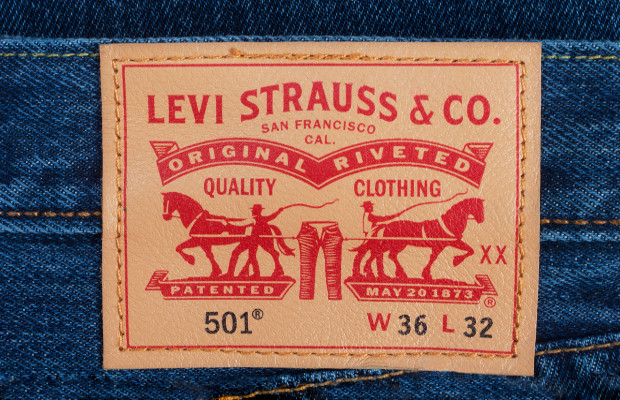 LEVI STRAUSS & CO.
SAN FRANCISCO
CAL.
ORIGINAL RIVETED
QUALITY CLOTHING
XX
PATENTED MAY 20 1873 ®
501® W 36 L 32